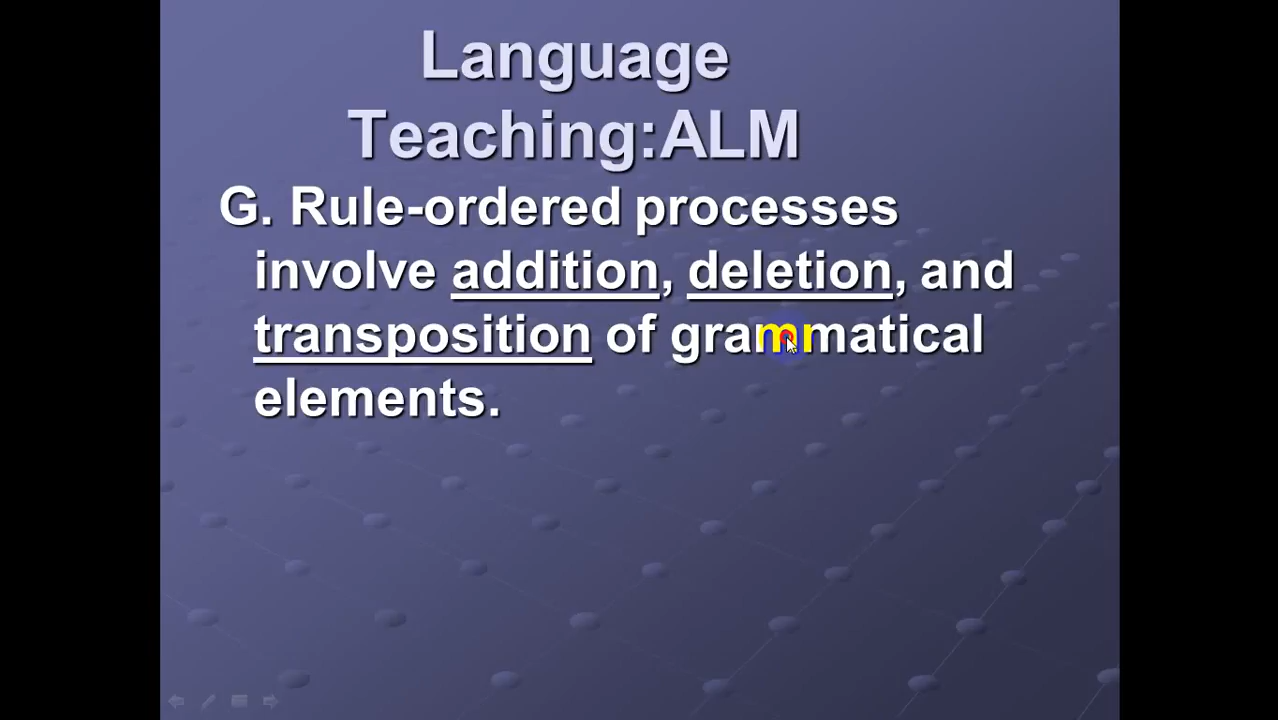 Language
Teaching:ALM
G. Rule-ordered processes
involve addition, deletion, and
transposition of grammatical
elements.